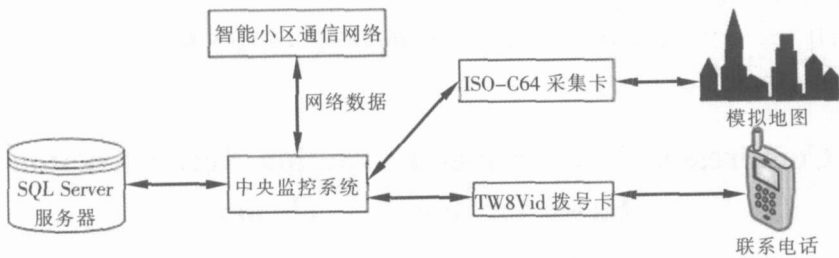 智能小区通信网络
网络数据
ISO-C64 采集卡
模拟地图
SQL Server
服务器
中央监控系统
TW8Vid 拨号卡
联系电话